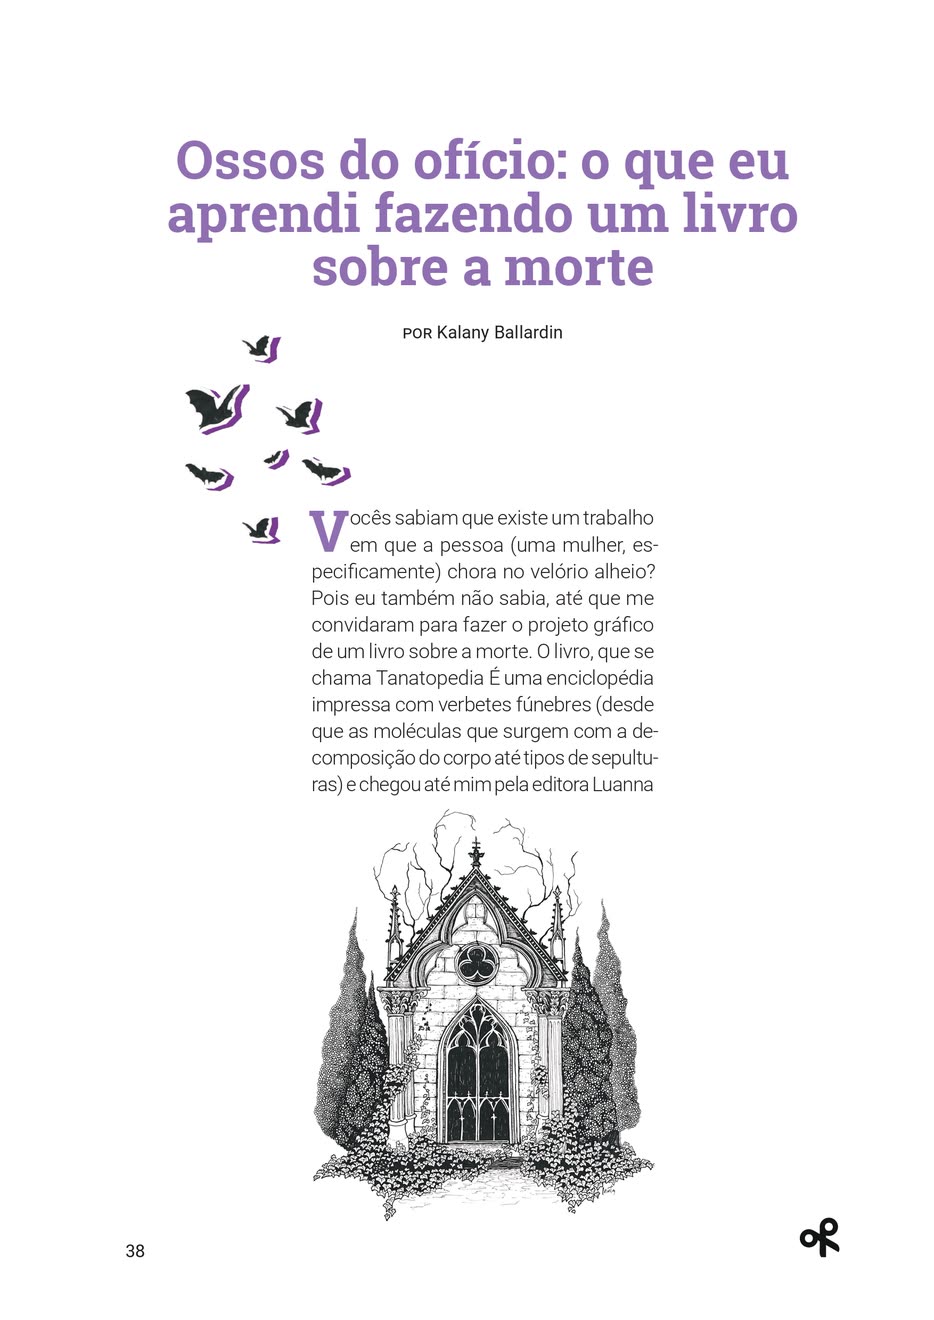 Ossos do ofício: o que eu
aprendi fazendo um livro
sobre a morte
POR Kalany Ballardin
Vocês sabiam que existe um trabalho
em que a pessoa (uma mulher, es-
pecificamente) chora no velório alheio?
Pois eu também não sabia, até que me
convidaram para fazer o projeto gráfico
de um livro sobre a morte. O livro, que se
chama Tanatopedia É uma enciclopédia
impressa com verbetes fúnebres (desde
que as moléculas que surgem com a de-
composição do corpo até tipos de sepultu-
ras) e chegou até mim pela editora Luanna
38